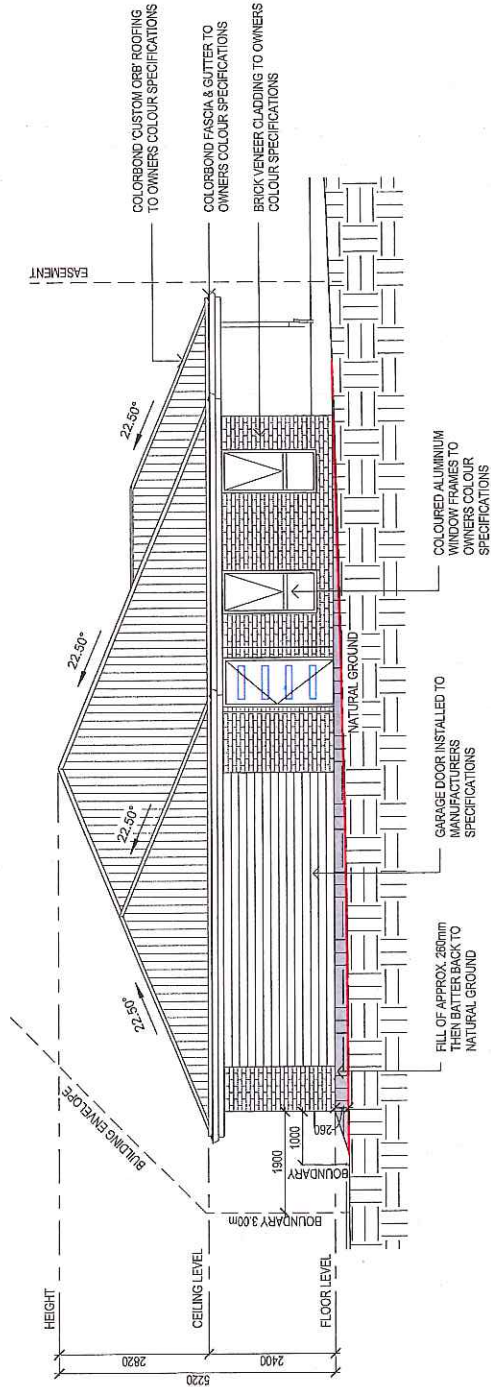 COLORBOND 'CUSTOM ORB' ROOFING
TO OWNERS COLOUR SPECIFICATIONS
COLORBOND FASCIA & GUTTER TO
OWNERS COLOUR SPECIFICATIONS
BRICK VENEER CLADDING TO OWNERS
COLOUR SPECIFICATIONS
EASEMENT
22.50°
22.50°
22.50°
22.50°
BUILDING ENVELOPE
HEIGHT
CEILING LEVEL
FLOOR LEVEL
2820
2400
5220
BOUNDARY 3.00m
1900
1000
BOUNDARY
260
NATURAL GROUND
FILL OF APPROX. 260mm
THEN BATTER BACK TO
NATURAL GROUND
GARAGE DOOR INSTALLED TO
MANUFACTURERS
SPECIFICATIONS
COLOURED ALUMINIUM
WINDOW FRAMES TO
OWNERS COLOUR
SPECIFICATIONS